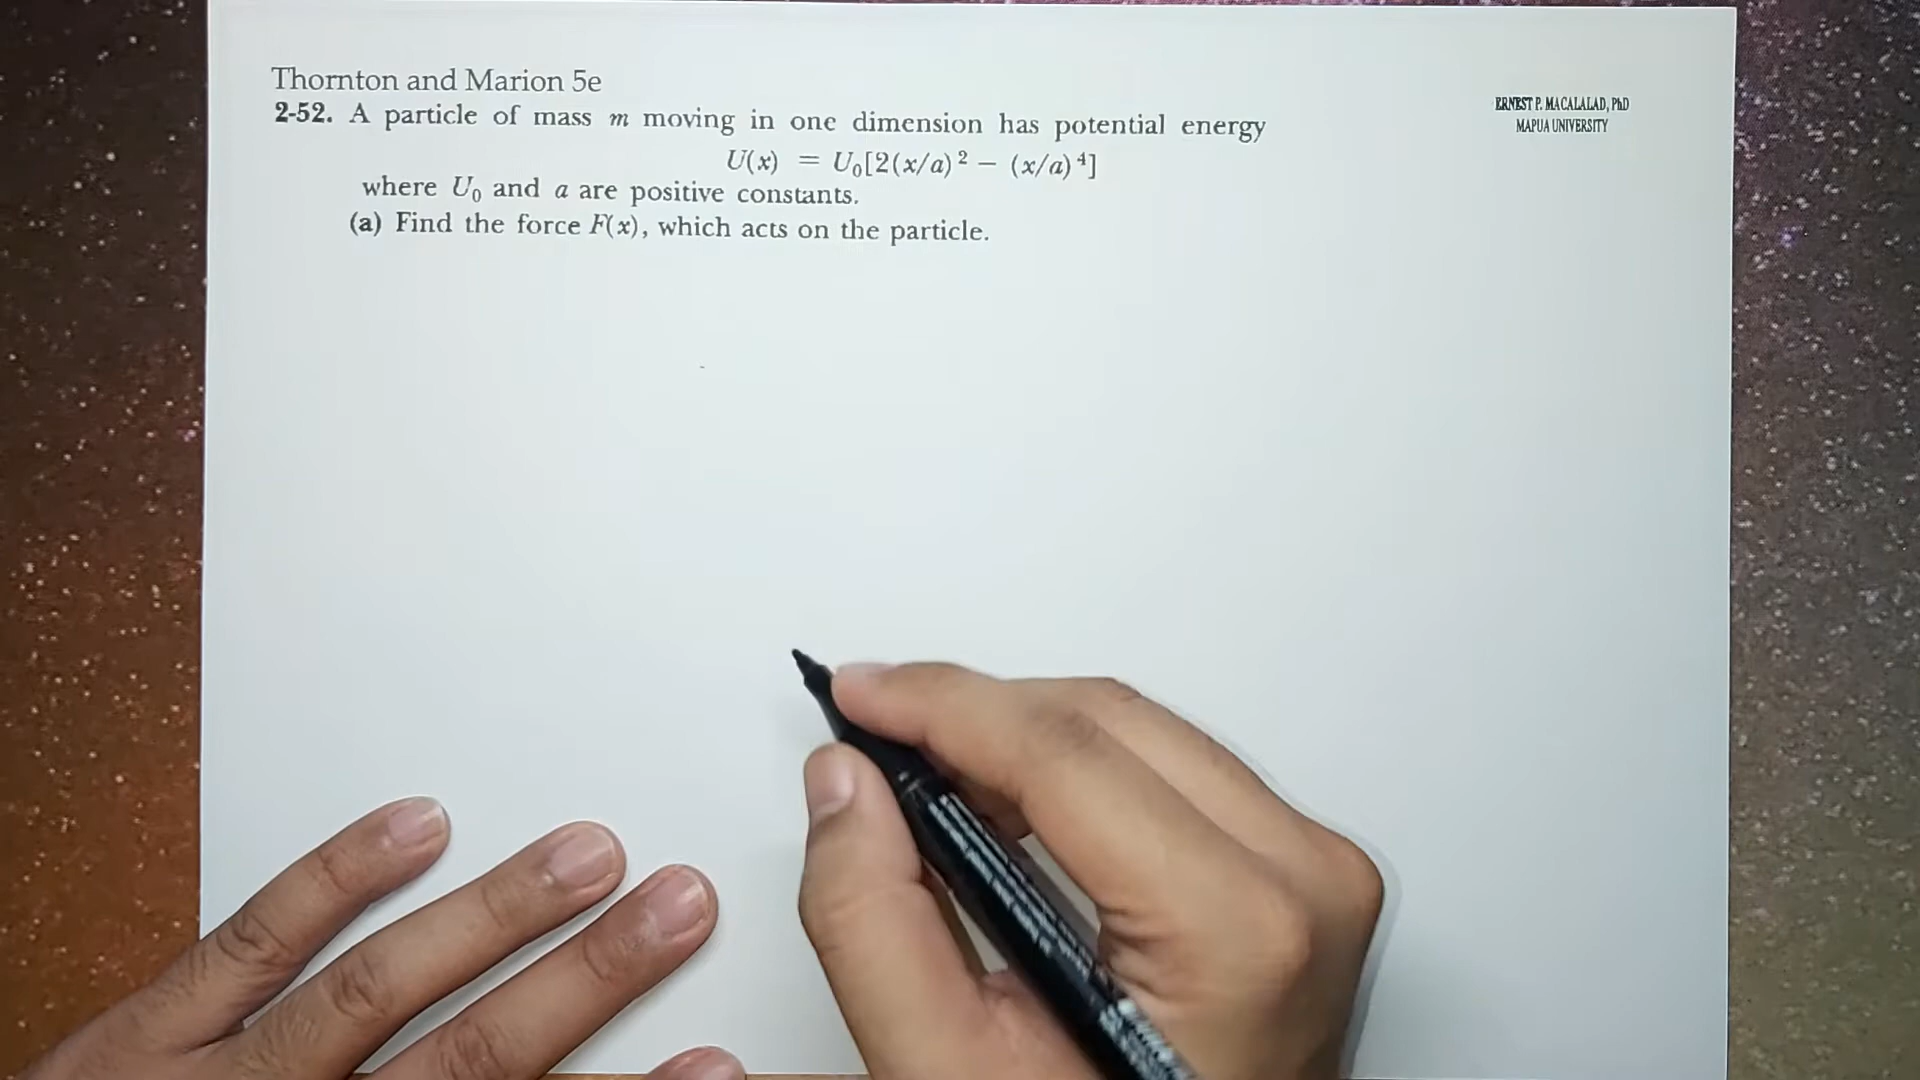 Thornton and Marion 5e
2-52. A particle of mass m moving in one dimension has potential energy
U(x) = U₀[2(x/a)² − (x/a)⁴]
where U₀ and a are positive constants.
(a) Find the force F(x), which acts on the particle.
ERNEST P. MACALALAD, PhD
MAPUA UNIVERSITY